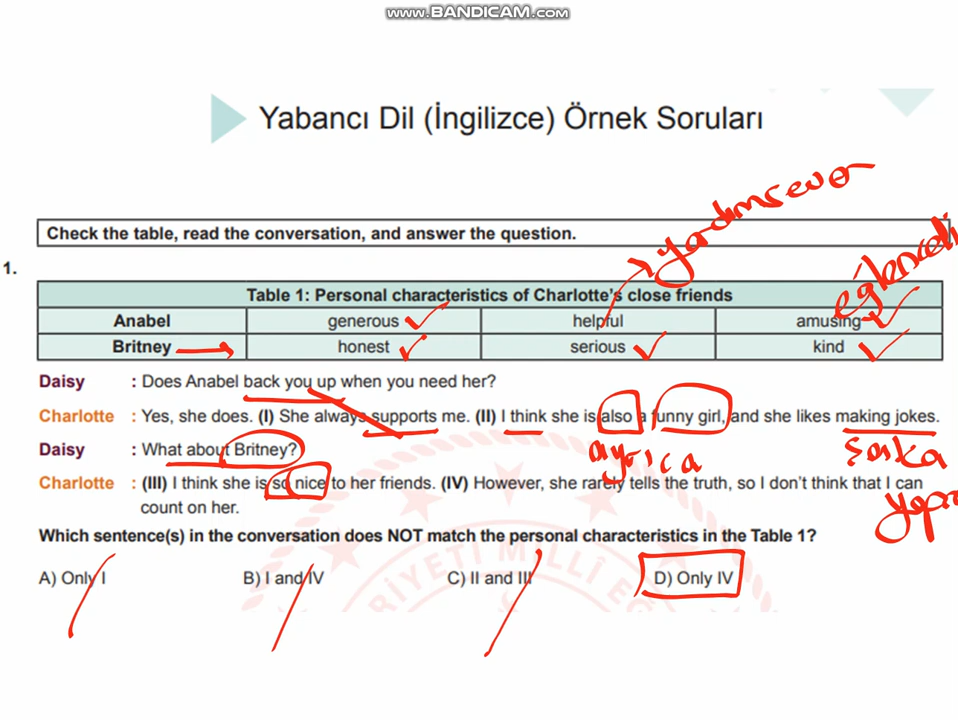 www.BANDICAM.com
Yabancı Dil (İngilizce) Örnek Soruları
yardımsever
eğlenceli
Check the table, read the conversation, and answer the question.
1.
Table 1: Personal characteristics of Charlotte's close friends
Anabel generous helpful amusing
Britney honest serious kind
Daisy : Does Anabel back you up when you need her?
Charlotte : Yes, she does. (I) She always supports me. (II) I think she is also a funny girl, and she likes making jokes.
Daisy : What about Britney?
ayrıca şaka
Charlotte : (III) I think she is so nice to her friends. (IV) However, she rarely tells the truth, so I don't think that I can
count on her.
Which sentence(s) in the conversation does NOT match the personal characteristics in the Table 1?
A) Only I B) I and IV C) II and III D) Only IV